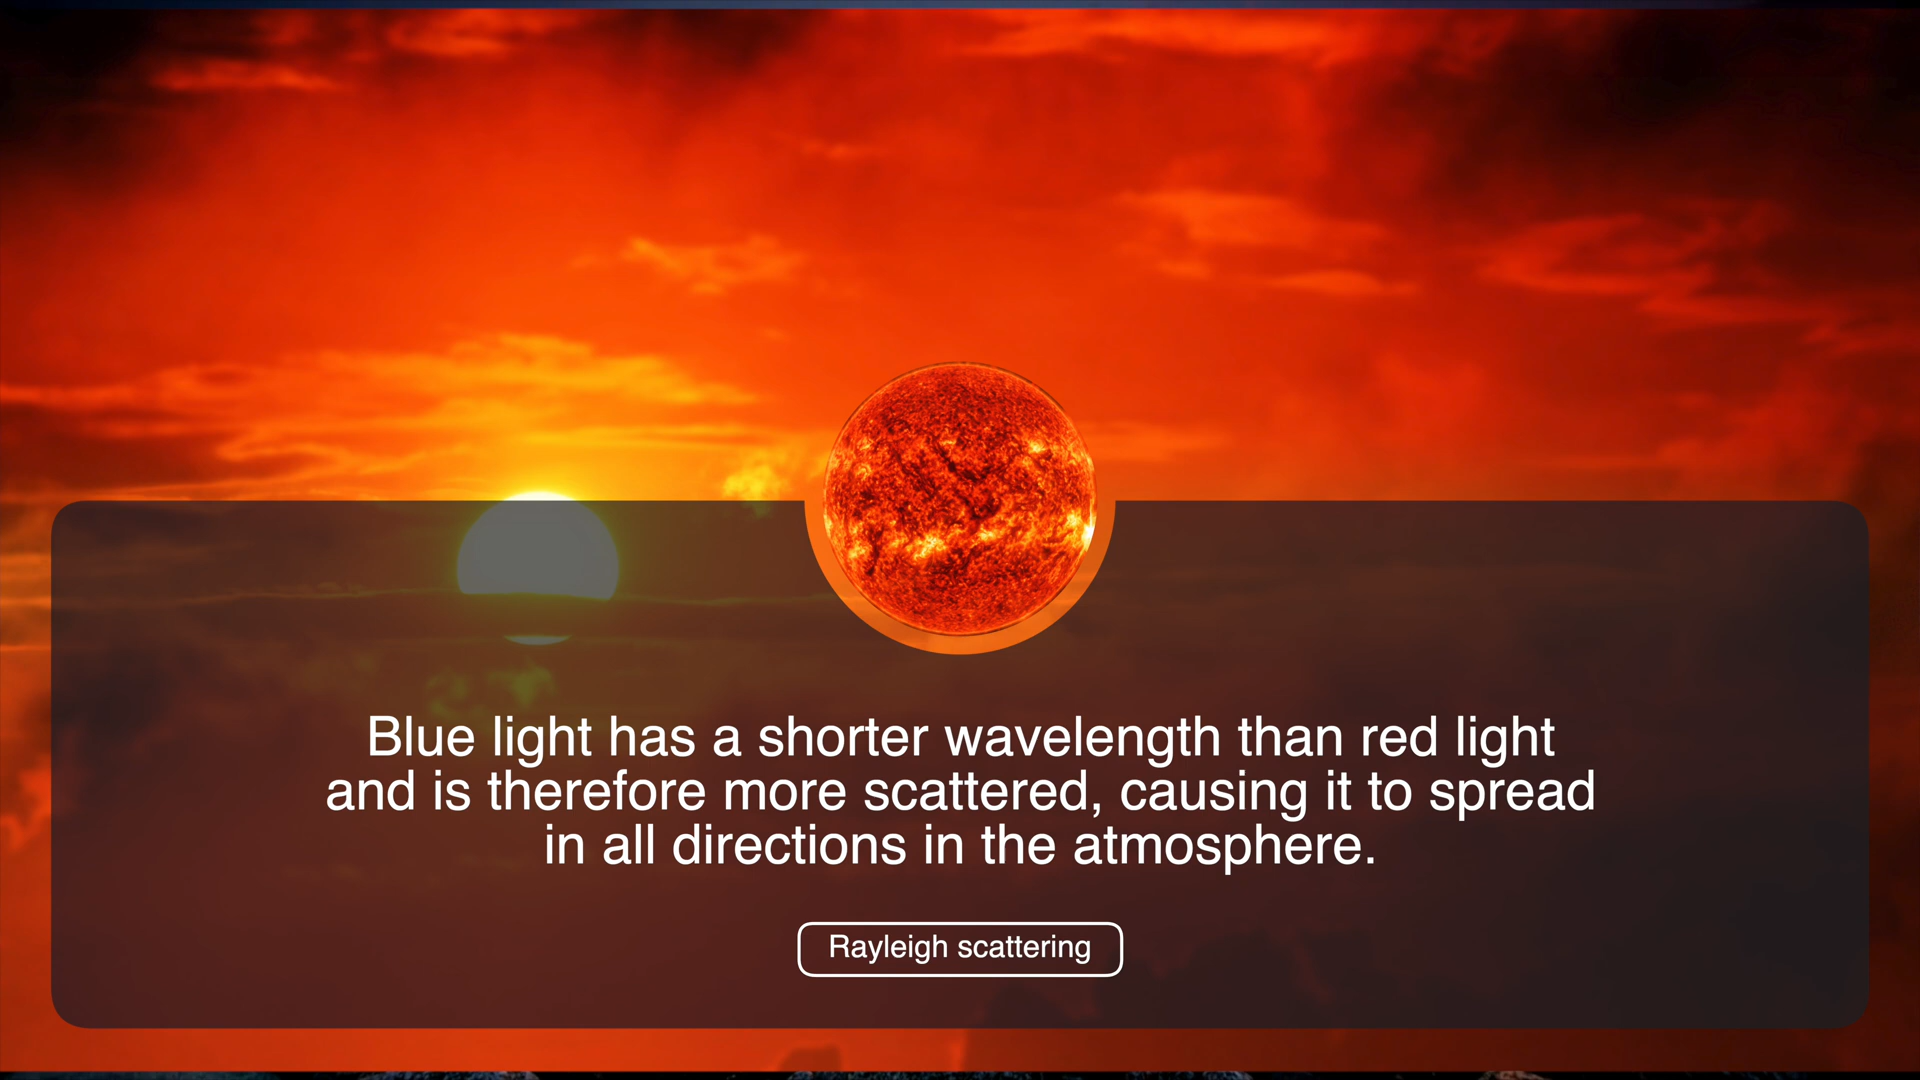 Blue light has a shorter wavelength than red light
and is therefore more scattered, causing it to spread
in all directions in the atmosphere.
Rayleigh scattering